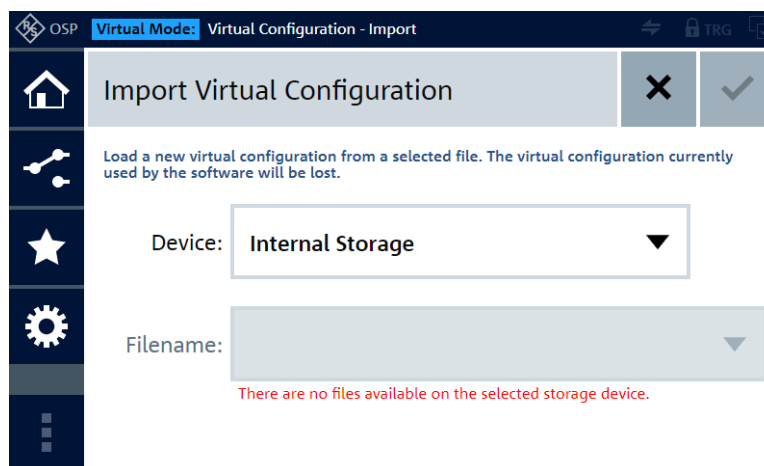 R&S OSP Virtual Mode: Virtual Configuration - Import TRG
Import Virtual Configuration
Load a new virtual configuration from a selected file. The virtual configuration currently
used by the software will be lost.
Device: Internal Storage
Filename:
There are no files available on the selected storage device.